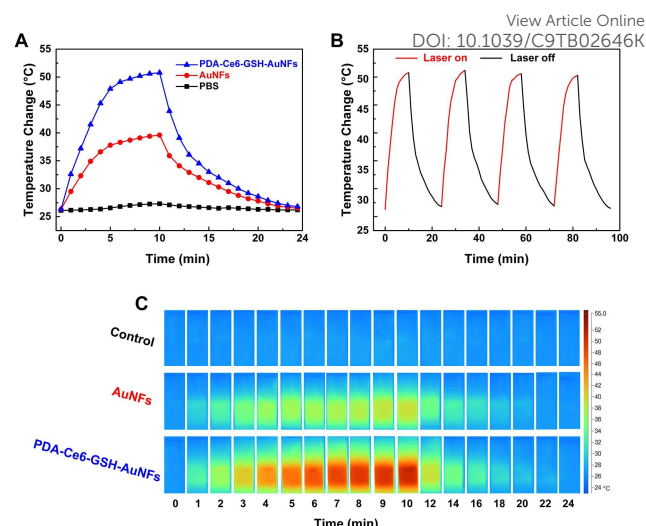 View Article Online
DOI: 10.1039/C9TB02646K
A
Temperature Change (°C)
55
50
45
40
35
30
25
PDA-Ce6-GSH-AuNFs
AuNFs
PBS
0 5 10 15 20 24
Time (min)
B
Temperature Change (°C)
55
50
45
40
35
30
25
Laser on Laser off
0 20 40 60 80 100
Time (min)
C
Control
AuNFs
PDA-Ce6-GSH-AuNFs
55.0
48
46
44
42
40
38
36
34
32
30
28
26
24 °C
0 1 2 3 4 5 6 7 8 9 10 12 14 16 18 20 22 24
Time (min)